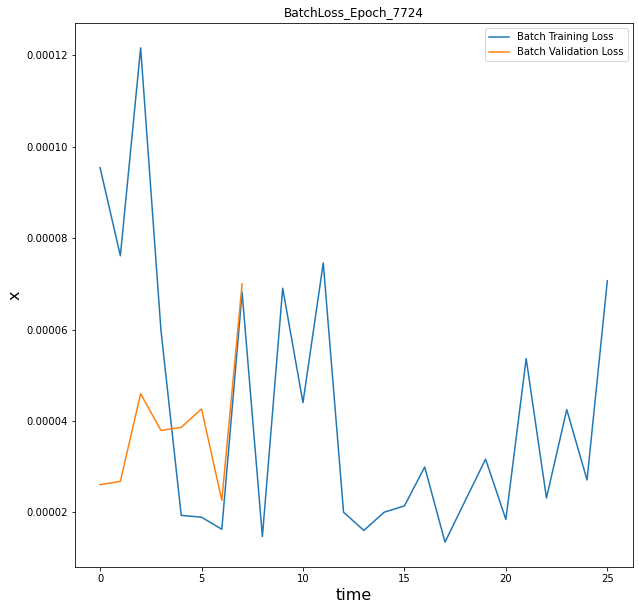 BatchLoss_Epoch_7724
Batch Training Loss
Batch Validation Loss
0.00012
0.00010
0.00008
0.00006
0.00004
0.00002
x
0 5 10 15 20 25
time